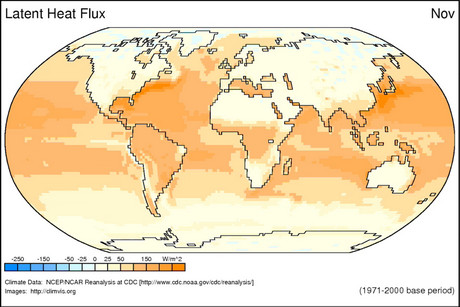 Latent Heat Flux
Nov
-250 -150 -50 -25 0 25 50 150 W/m^2
Climate Data: NCEP/NCAR Reanalysis at CDC [http://www.cdc.noaa.gov/cdc/reanalysis/]
Images: http://climvis.org
(1971-2000 base period)